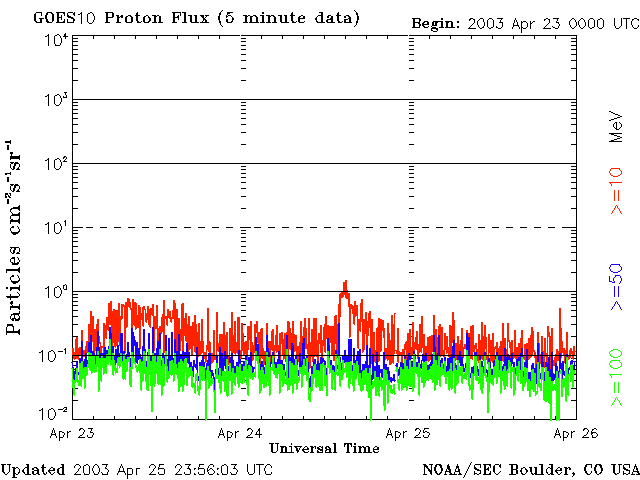 GOES10 Proton Flux (5 minute data)
Begin: 2003 Apr 23 0000 UTC
10⁴
10³
10²
10¹
10⁰
10⁻¹
10⁻²
Particles cm⁻²s⁻¹sr⁻¹
Apr 23
Apr 24
Apr 25
Apr 26
Universal Time
MeV
>=10
>=50
>=100
Updated 2003 Apr 25 23:56:03 UTC
NOAA/SEC Boulder, CO USA